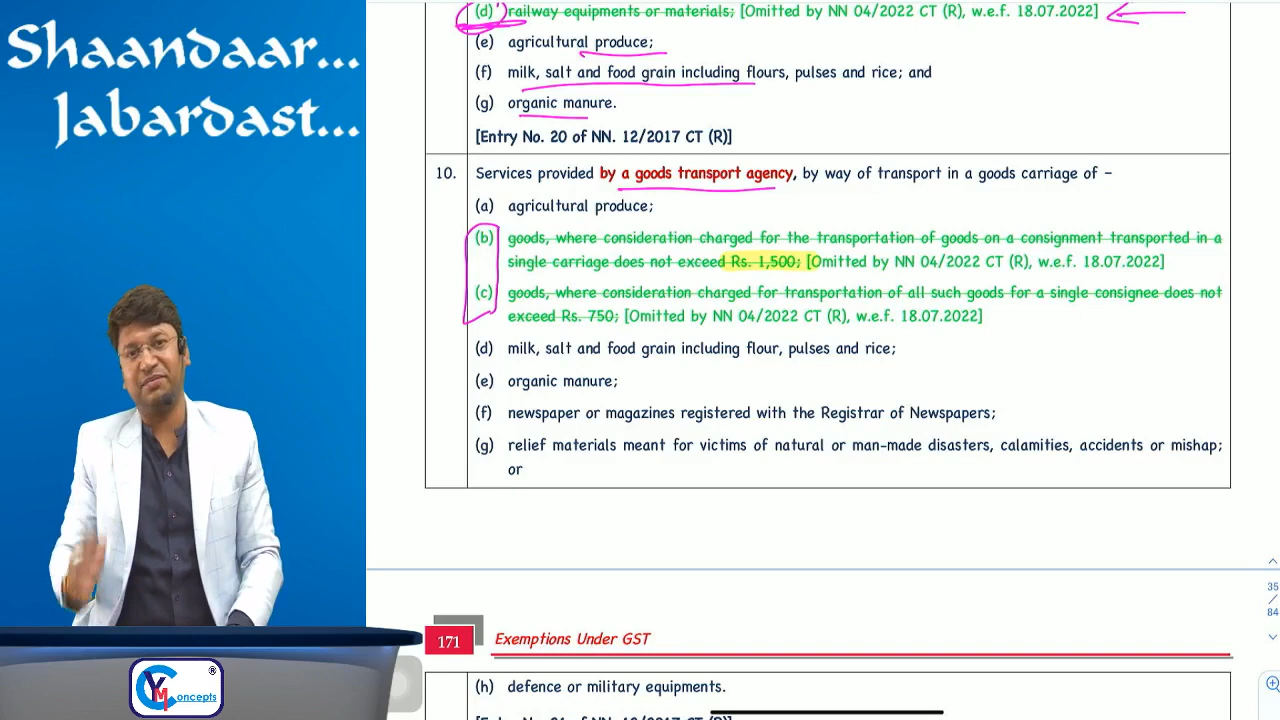 Shaandaar...
Jabardast...
(d) railway equipments or materials; [Omitted by NN 04/2022 CT (R), w.e.f. 18.07.2022]
(e) agricultural produce;
(f) milk, salt and food grain including flours, pulses and rice; and
(g) organic manure.
[Entry No. 20 of NN. 12/2017 CT (R)]
10. Services provided by a goods transport agency, by way of transport in a goods carriage of –
(a) agricultural produce;
(b) goods, where consideration charged for the transportation of goods on a consignment transported in a
single carriage does not exceed Rs. 1,500; [Omitted by NN 04/2022 CT (R), w.e.f. 18.07.2022]
(c) goods, where consideration charged for transportation of all such goods for a single consignee does not
exceed Rs. 750; [Omitted by NN 04/2022 CT (R), w.e.f. 18.07.2022]
(d) milk, salt and food grain including flour, pulses and rice;
(e) organic manure;
(f) newspaper or magazines registered with the Registrar of Newspapers;
(g) relief materials meant for victims of natural or man-made disasters, calamities, accidents or mishap;
or
35
/
84
171 Exemptions Under GST
(h) defence or military equipments.
YM Concepts ®